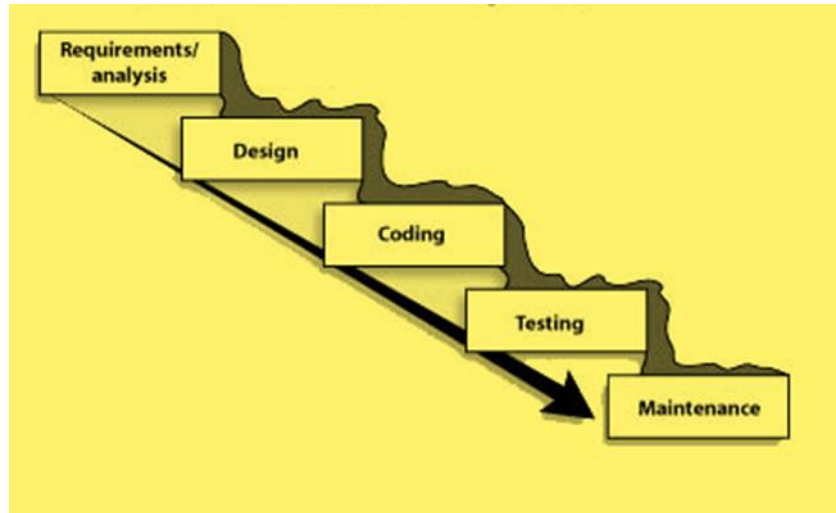 Requirements/
analysis
Design
Coding
Testing
Maintenance